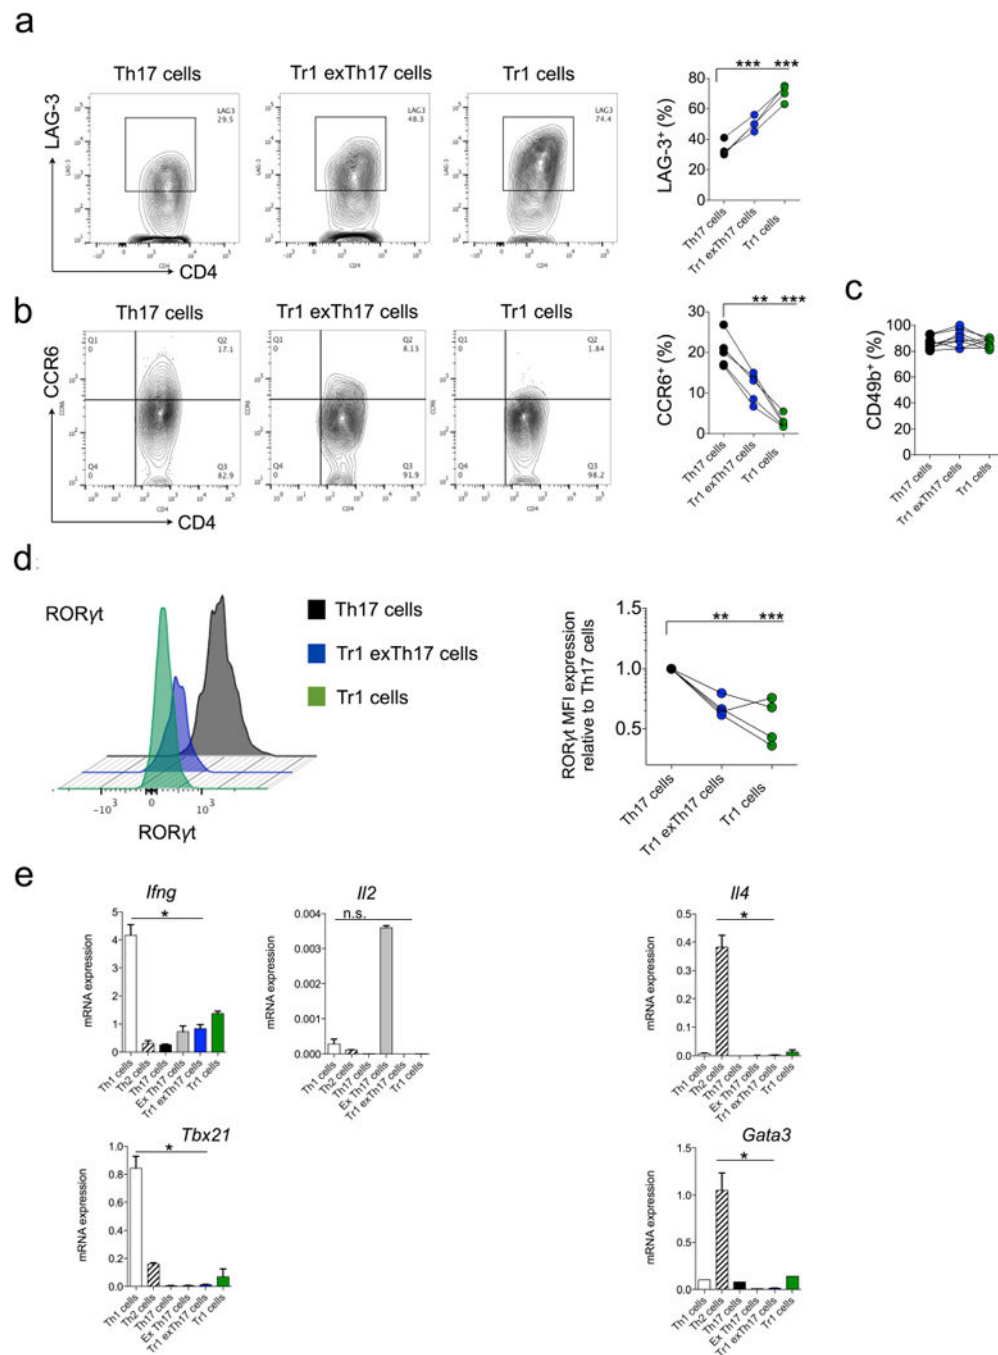 a
Th17 cells
Tr1 exTh17 cells
Tr1 cells
LAG-3
LAG3
29.5
LAG3
48.3
LAG3
74.4
CD4
CD4
CD4
CD4
LAG-3⁺ (%)
80
60
40
20
0
*** ***
Th17 cells
Tr1 exTh17 cells
Tr1 cells
b
Th17 cells
Tr1 exTh17 cells
Tr1 cells
CCR6
Q1
0
Q2
17.1
Q4
0
Q3
82.9
Q1
0
Q2
8.13
Q4
0
Q3
91.9
Q1
0
Q2
1.84
Q4
0
Q3
98.2
CD4
CD4
CD4
CD4
CCR6⁺ (%)
30
20
10
0
** ***
Th17 cells
Tr1 exTh17 cells
Tr1 cells
c
CD49b⁺ (%)
100
80
60
40
20
0
Th17 cells
Tr1 exTh17 cells
Tr1 cells
d
RORγt
-10³ 0 10³
RORγt
Th17 cells
Tr1 exTh17 cells
Tr1 cells
RORγt MFI expression
relative to Th17 cells
1.5
1.0
0.5
** ***
Th17 cells
Tr1 exTh17 cells
Tr1 cells
e
Ifng
mRNA expression
5
4
3
2
1
0
*
Th1 cells
Th2 cells
Th17 cells
Ex Th17 cells
Tr1 exTh17 cells
Tr1 cells
Il2
mRNA expression
0.004
0.003
0.002
0.001
0.000
n.s.
Th1 cells
Th2 cells
Th17 cells
Ex Th17 cells
Tr1 exTh17 cells
Tr1 cells
Il4
mRNA expression
0.5
0.4
0.3
0.2
0.1
0.0
*
Th1 cells
Th2 cells
Th17 cells
Ex Th17 cells
Tr1 exTh17 cells
Tr1 cells
Tbx21
mRNA expression
1.0
0.8
0.6
0.4
0.2
0.0
*
Th1 cells
Th2 cells
Th17 cells
Ex Th17 cells
Tr1 exTh17 cells
Tr1 cells
Gata3
mRNA expression
1.5
1.0
0.5
0.0
*
Th1 cells
Th2 cells
Th17 cells
Ex Th17 cells
Tr1 exTh17 cells
Tr1 cells